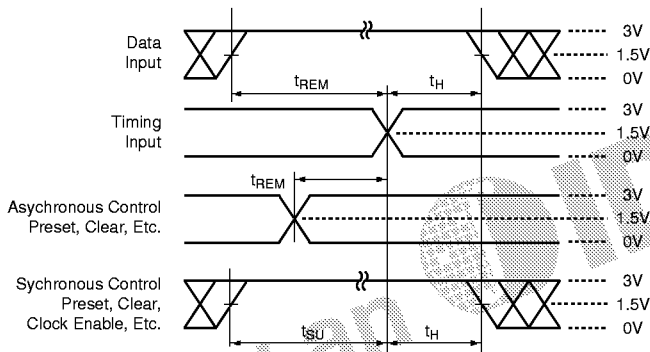 Data
Input
3V
1.5V
0V
tREM
tH
Timing
Input
3V
1.5V
0V
tREM
Asychronous Control
Preset, Clear, Etc.
3V
1.5V
0V
Sychronous Control
Preset, Clear,
Clock Enable, Etc.
3V
1.5V
0V
tSU
tH